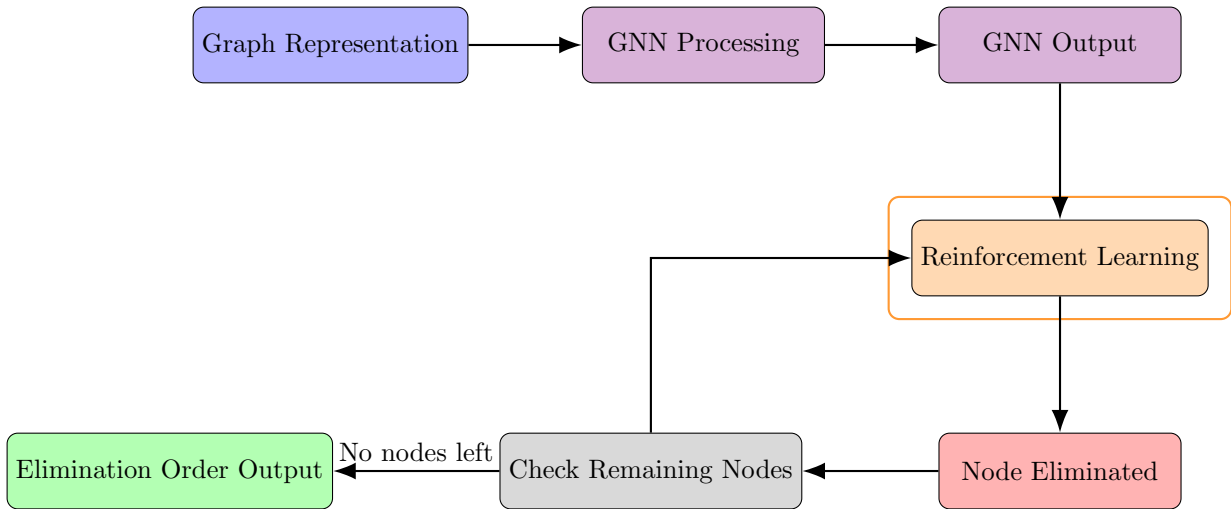 Graph Representation
GNN Processing
GNN Output
Reinforcement Learning
Elimination Order Output
No nodes left
Check Remaining Nodes
Node Eliminated